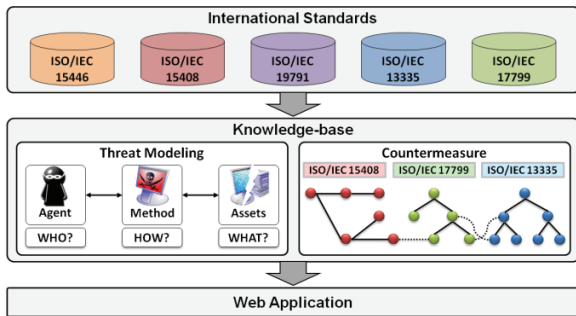 International Standards
ISO/IEC
15446
ISO/IEC
15408
ISO/IEC
19791
ISO/IEC
13335
ISO/IEC
17799
Knowledge-base
Threat Modeling
Agent
Method
Assets
WHO?
HOW?
WHAT?
Countermeasure
ISO/IEC 15408
ISO/IEC 17799
ISO/IEC 13335
Web Application